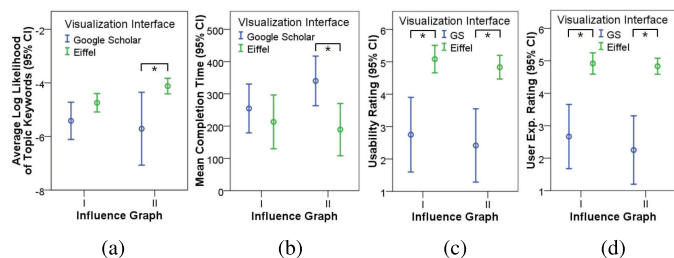 Visualization Interface
Google Scholar
Eiffel
*
-2
-4
-6
-8
Average Log Likelihood
of Topic Keywords (95% CI)
I
II
Influence Graph
(a)
Visualization Interface
Google Scholar
Eiffel
*
500
400
300
200
100
0
Mean Completion Time (95% CI)
I
II
Influence Graph
(b)
Visualization Interface
GS
Eiffel
*
*
6
5
4
3
2
1
Usability Rating (95% CI)
I
II
Influence Graph
(c)
Visualization Interface
GS
Eiffel
*
*
6
5
4
3
2
1
User Exp. Rating (95% CI)
I
II
Influence Graph
(d)